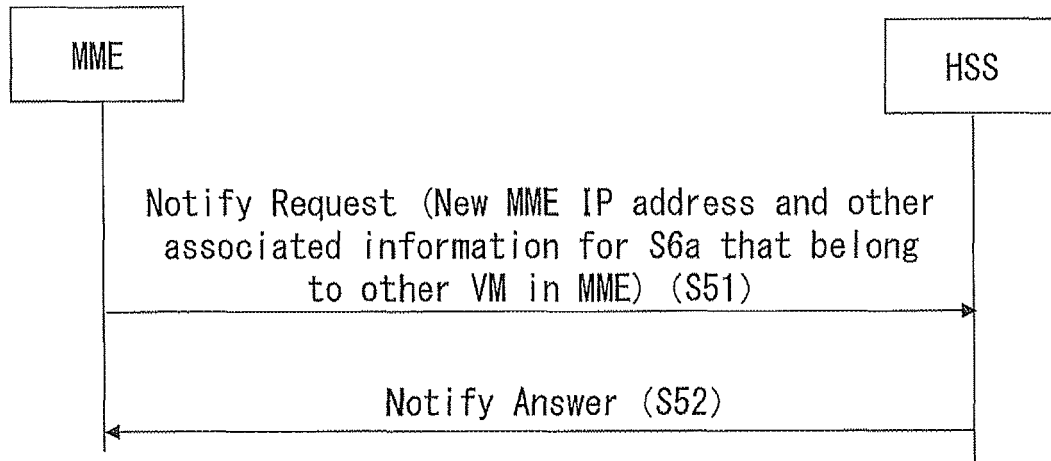 MME
HSS
Notify Request (New MME IP address and other
associated information for S6a that belong
to other VM in MME) (S51)
Notify Answer (S52)